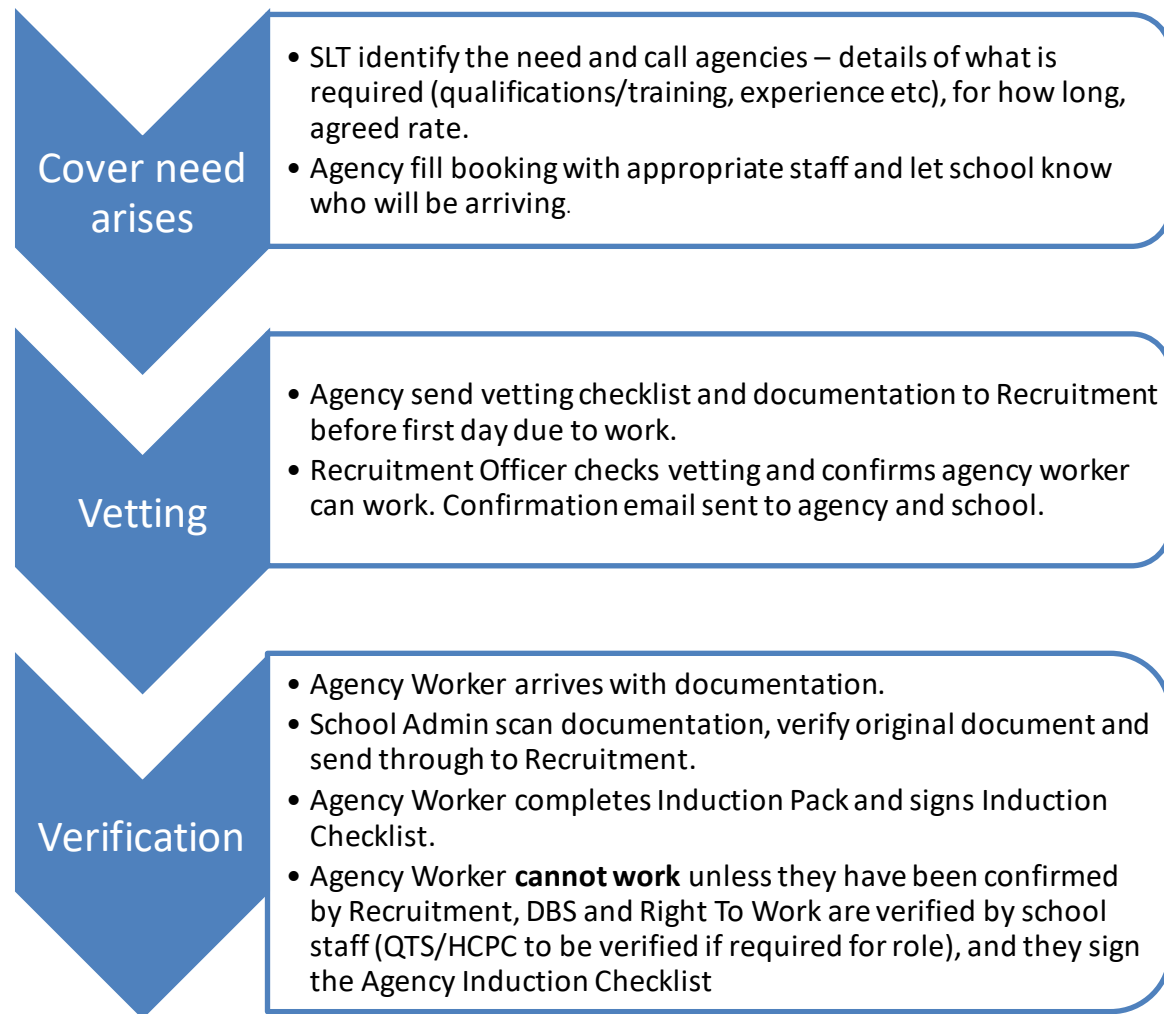 Cover need
arises
• SLT identify the need and call agencies – details of what is
required (qualifications/training, experience etc), for how long,
agreed rate.
• Agency fill booking with appropriate staff and let school know
who will be arriving.
Vetting
• Agency send vetting checklist and documentation to Recruitment
before first day due to work.
• Recruitment Officer checks vetting and confirms agency worker
can work. Confirmation email sent to agency and school.
Verification
• Agency Worker arrives with documentation.
• School Admin scan documentation, verify original document and
send through to Recruitment.
• Agency Worker completes Induction Pack and signs Induction
Checklist.
• Agency Worker cannot work unless they have been confirmed
by Recruitment, DBS and Right To Work are verified by school
staff (QTS/HCPC to be verified if required for role), and they sign
the Agency Induction Checklist